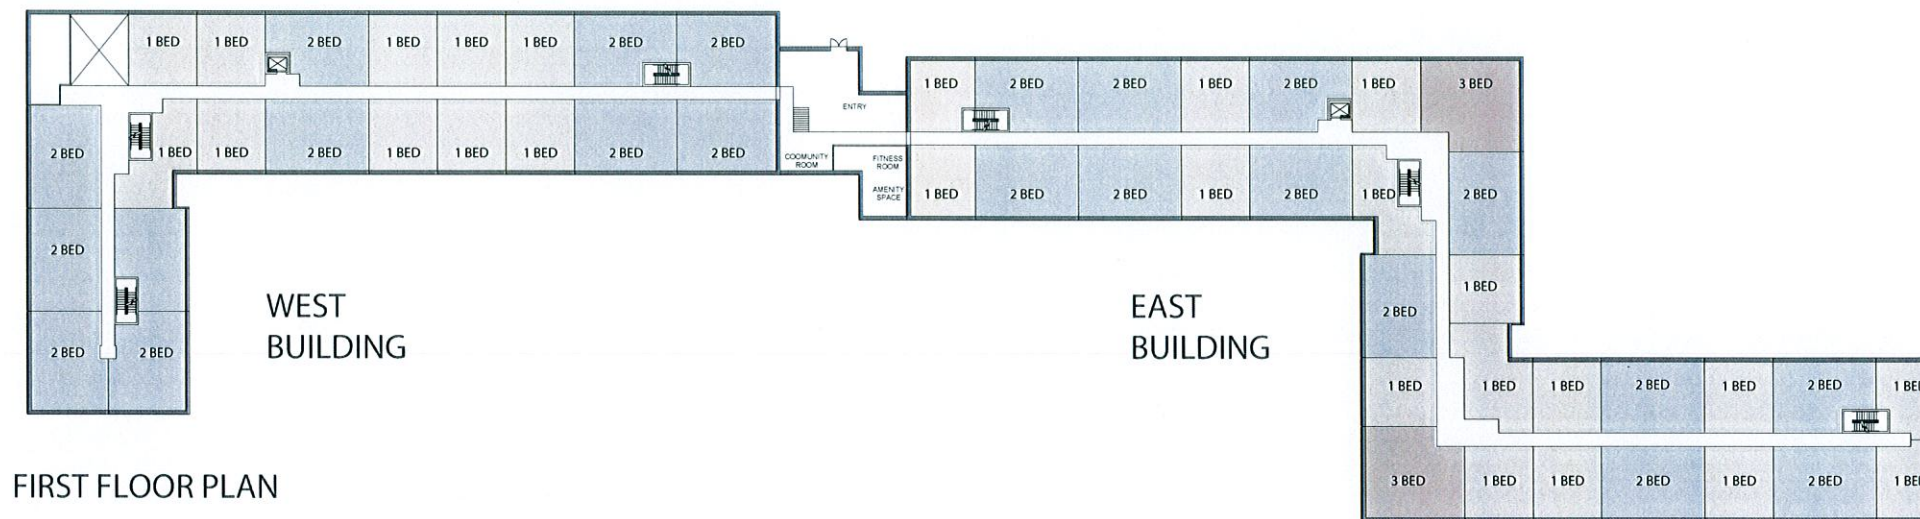 1 BED 1 BED 2 BED 1 BED 1 BED 1 BED 2 BED 2 BED
1 BED 2 BED 2 BED 1 BED 2 BED 1 BED 3 BED
ENTRY
2 BED 1 BED 1 BED 2 BED 1 BED 1 BED 1 BED 2 BED 2 BED
COOMUNITY
ROOM
FITNESS
ROOM
AMENITY
SPACE
1 BED 2 BED 2 BED 1 BED 2 BED 1 BED 2 BED
2 BED
1 BED
WEST
BUILDING
EAST
BUILDING
2 BED
2 BED 2 BED
1 BED 1 BED 1 BED 2 BED 1 BED 2 BED 1 BE
3 BED 1 BED 1 BED 2 BED 1 BED 2 BED 1 BE
FIRST FLOOR PLAN